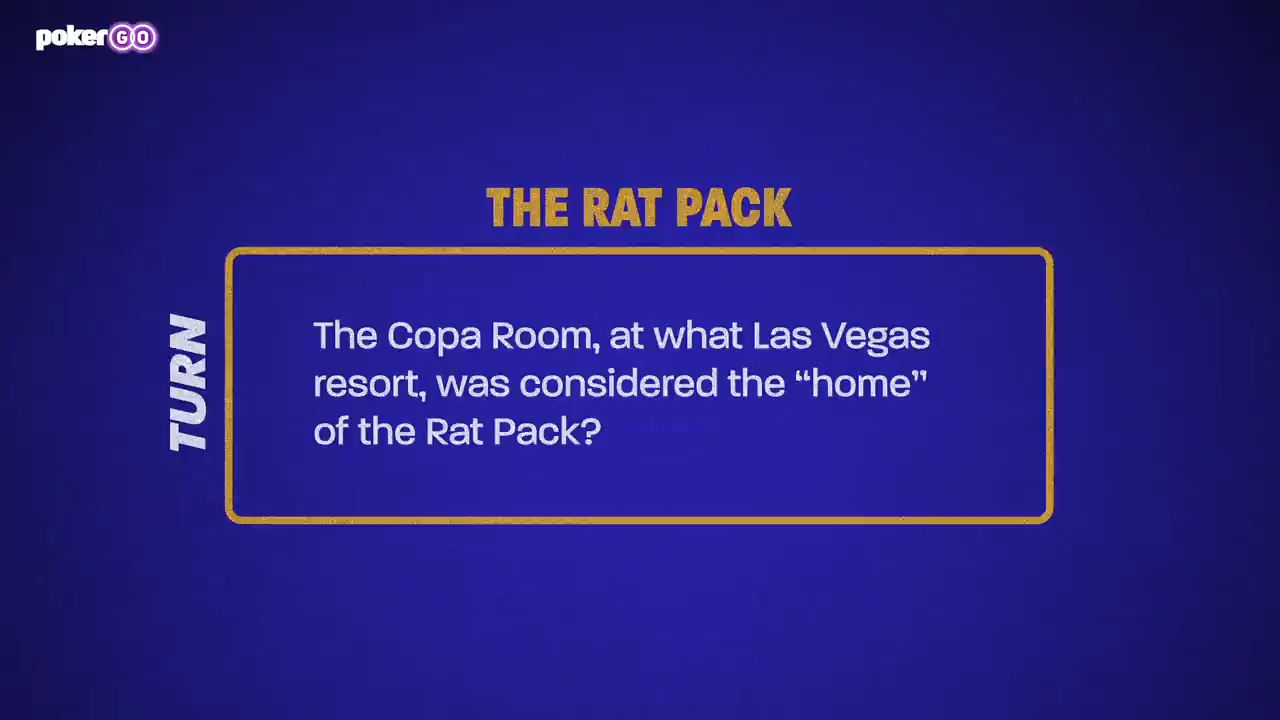 pokerGO
THE RAT PACK
TURN
The Copa Room, at what Las Vegas
resort, was considered the “home”
of the Rat Pack?